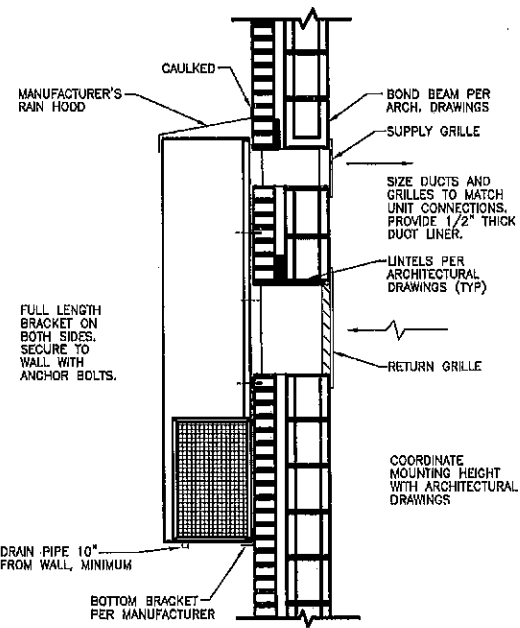 CAULKED
MANUFACTURER'S
RAIN HOOD
BOND BEAM PER
ARCH. DRAWINGS
SUPPLY GRILLE
SIZE DUCTS AND
GRILLES TO MATCH
UNIT CONNECTIONS.
PROVIDE 1/2" THICK
DUCT LINER.
LINTELS PER
ARCHITECTURAL
DRAWINGS (TYP)
FULL LENGTH
BRACKET ON
BOTH SIDES.
SECURE TO
WALL WITH
ANCHOR BOLTS.
RETURN GRILLE
COORDINATE
MOUNTING HEIGHT
WITH ARCHITECTURAL
DRAWINGS
DRAIN PIPE 10"
FROM WALL, MINIMUM
BOTTOM BRACKET
PER MANUFACTURER